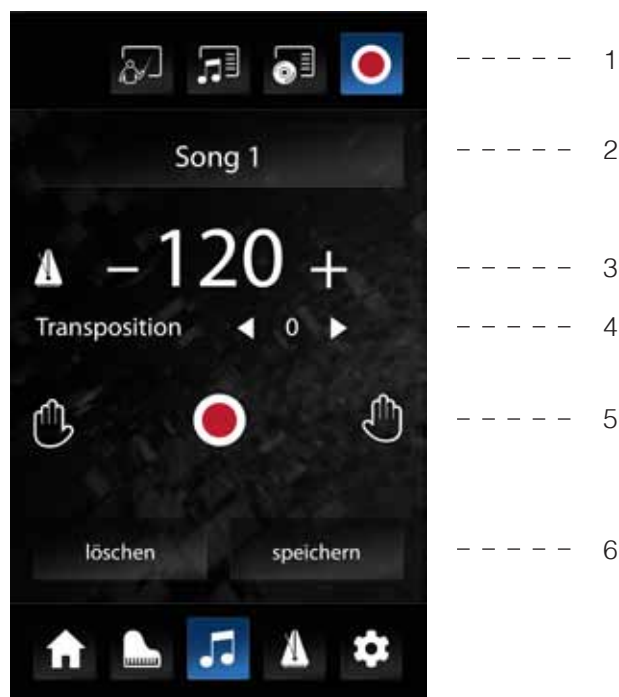 1
Song 1 2
– 120 + 3
Transposition 0 4
5
löschen speichern 6